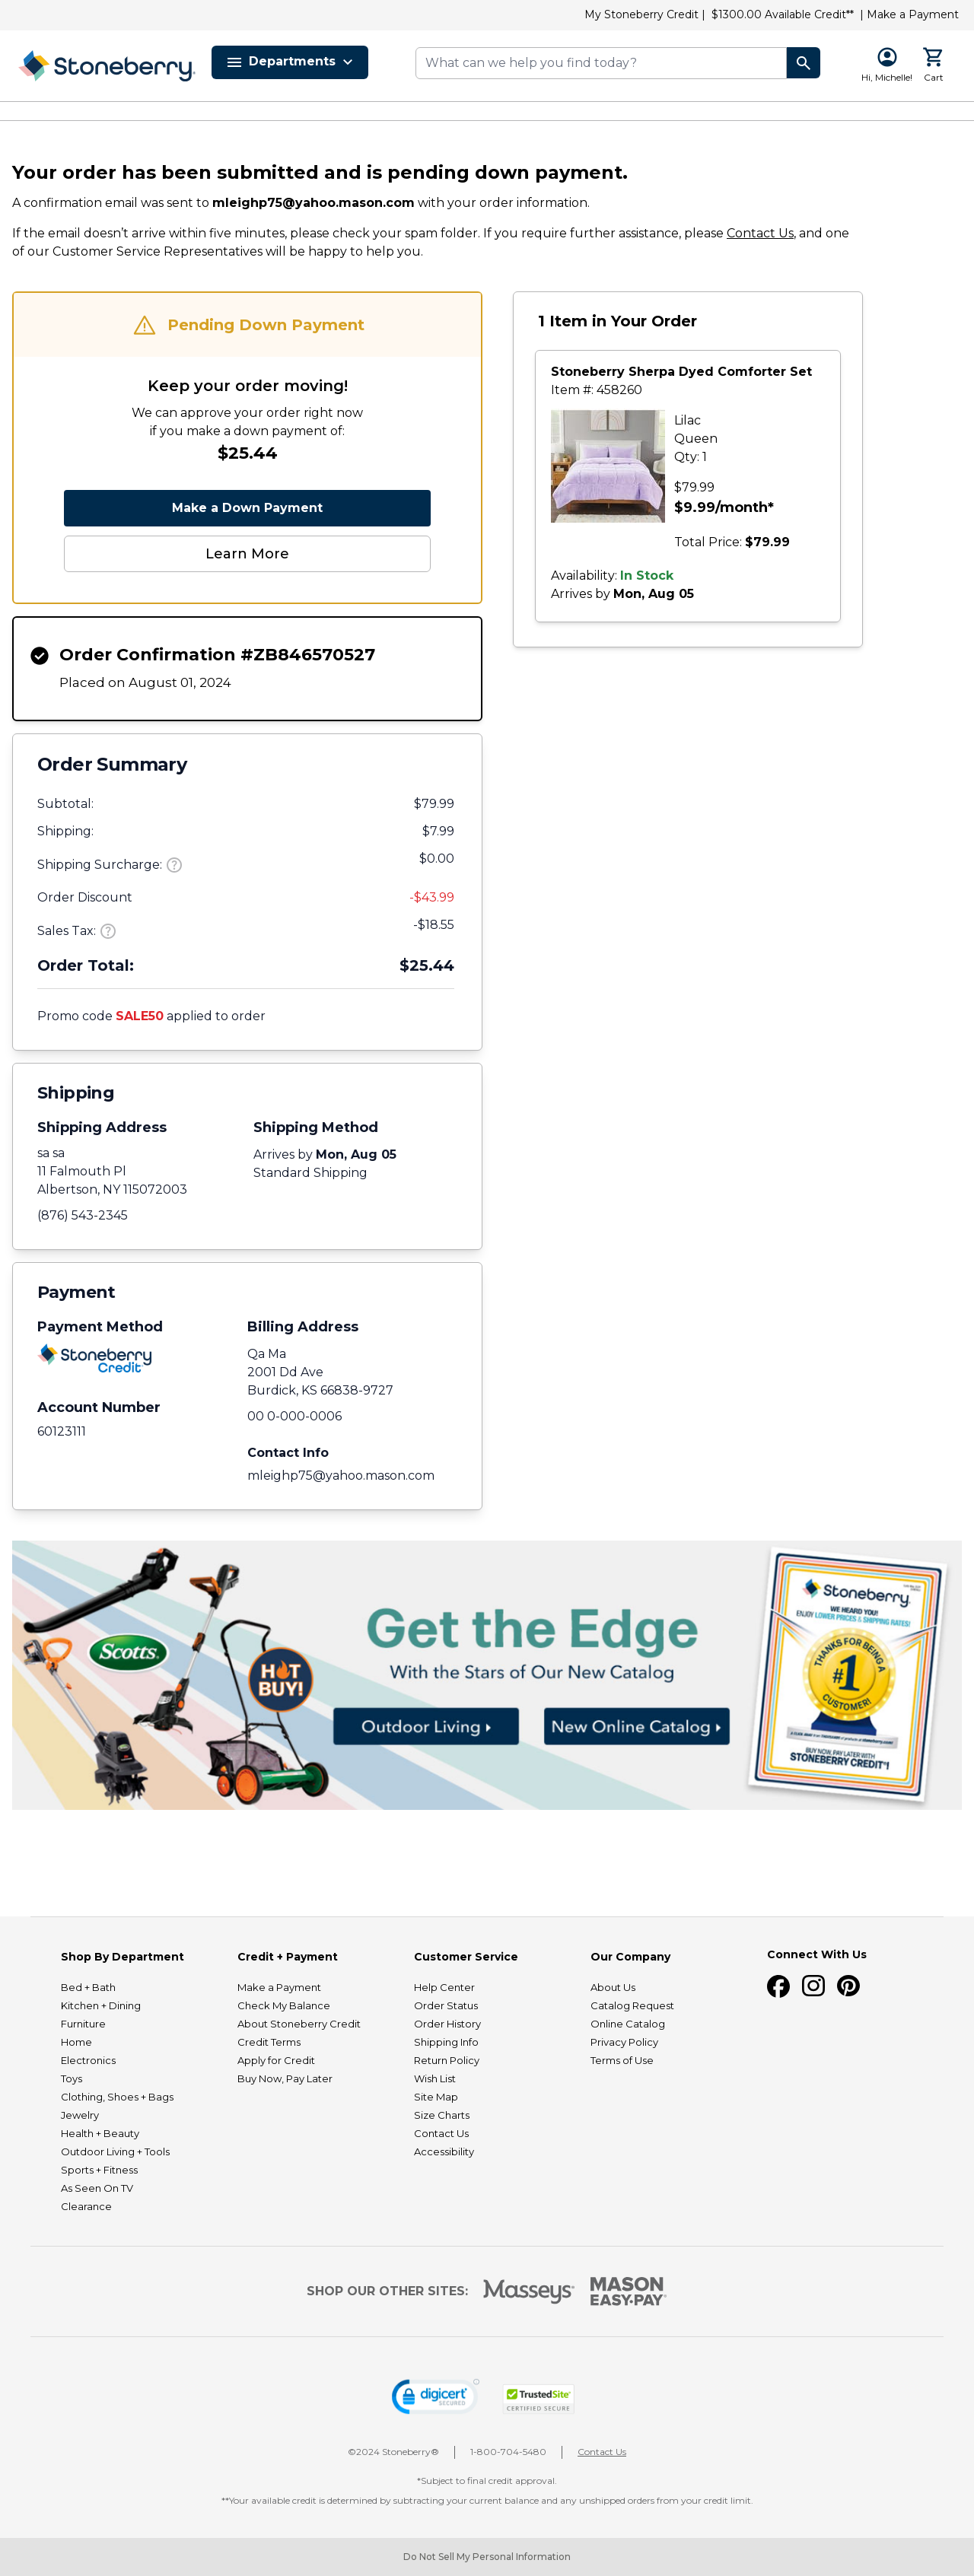 My Stoneberry Credit | $1300.00 Available Credit** | Make a Payment
Stoneberry.
Departments
What can we help you find today?
Hi, Michelle!
Cart
Your order has been submitted and is pending down payment.
A confirmation email was sent to mleighp75@yahoo.mason.com with your order information.
If the email doesn’t arrive within five minutes, please check your spam folder. If you require further assistance, please Contact Us, and one
of our Customer Service Representatives will be happy to help you.
Pending Down Payment
Keep your order moving!
We can approve your order right now
if you make a down payment of:
$25.44
Make a Down Payment
Learn More
Order Confirmation #ZB846570527
Placed on August 01, 2024
Order Summary
Subtotal: $79.99
Shipping: $7.99
Shipping Surcharge: ? $0.00
Order Discount -$43.99
Sales Tax: ? -$18.55
Order Total: $25.44
Promo code SALE50 applied to order
Shipping
Shipping Address
sa sa
11 Falmouth Pl
Albertson, NY 115072003
(876) 543-2345
Shipping Method
Arrives by Mon, Aug 05
Standard Shipping
Payment
Payment Method
Stoneberry
Credit
Account Number
60123111
Billing Address
Qa Ma
2001 Dd Ave
Burdick, KS 66838-9727
00 0-000-0006
Contact Info
mleighp75@yahoo.mason.com
1 Item in Your Order
Stoneberry Sherpa Dyed Comforter Set
Item #: 458260
Lilac
Queen
Qty: 1
$79.99
$9.99/month*
Total Price: $79.99
Availability: In Stock
Arrives by Mon, Aug 05
Scotts
HOT
BUY!
Get the Edge
With the Stars of Our New Catalog
Outdoor Living
New Online Catalog
Stoneberry
WE HEARD YOU!
ENJOY LOWER PRICES & SHIPPING RATES!
THANKS FOR BEING A
#1
CUSTOMER!
BUY NOW, PAY LATER WITH
STONEBERRY CREDIT*!
Shop By Department
Bed + Bath
Kitchen + Dining
Furniture
Home
Electronics
Toys
Clothing, Shoes + Bags
Jewelry
Health + Beauty
Outdoor Living + Tools
Sports + Fitness
As Seen On TV
Clearance
Credit + Payment
Make a Payment
Check My Balance
About Stoneberry Credit
Credit Terms
Apply for Credit
Buy Now, Pay Later
Customer Service
Help Center
Order Status
Order History
Shipping Info
Return Policy
Wish List
Site Map
Size Charts
Contact Us
Accessibility
Our Company
About Us
Catalog Request
Online Catalog
Privacy Policy
Terms of Use
Connect With Us
SHOP OUR OTHER SITES:
Masseys
MASON
EASY·PAY
digicert
SECURED
TrustedSite
CERTIFIED SECURE
©2024 Stoneberry®
1-800-704-5480
Contact Us
*Subject to final credit approval.
**Your available credit is determined by subtracting your current balance and any unshipped orders from your credit limit.
Do Not Sell My Personal Information